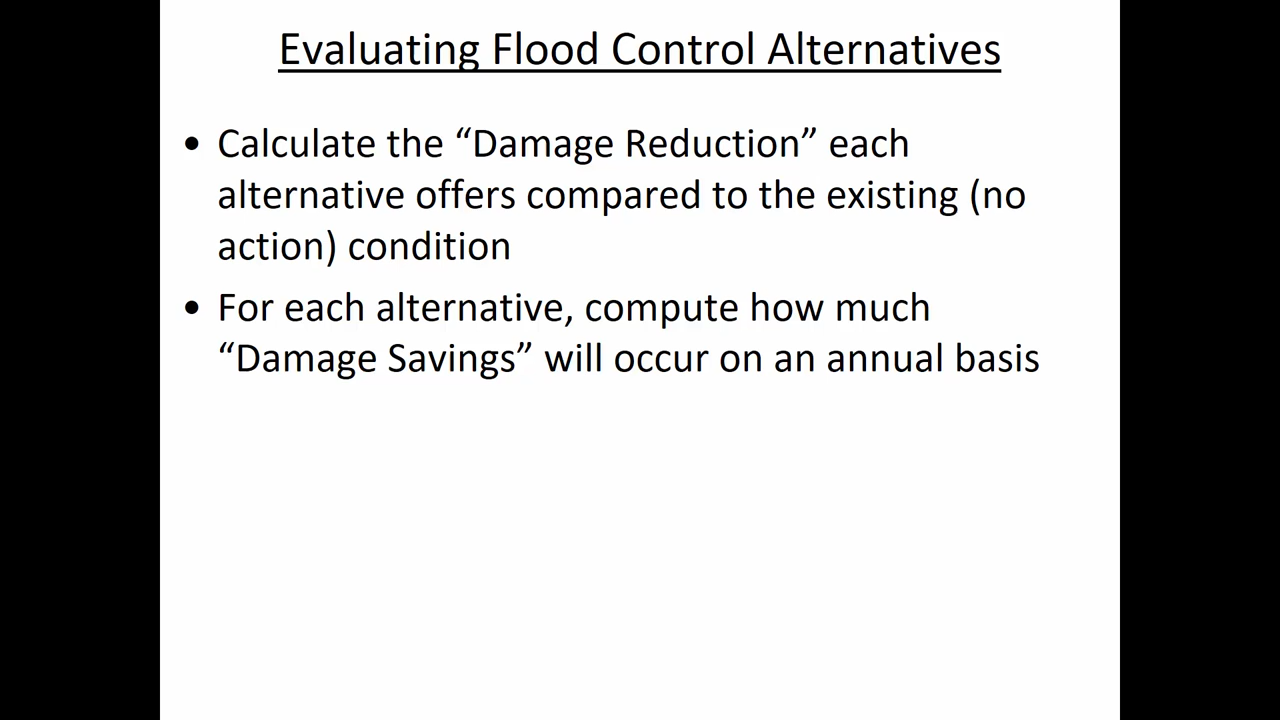 Evaluating Flood Control Alternatives
• Calculate the “Damage Reduction” each
alternative offers compared to the existing (no
action) condition
• For each alternative, compute how much
“Damage Savings” will occur on an annual basis